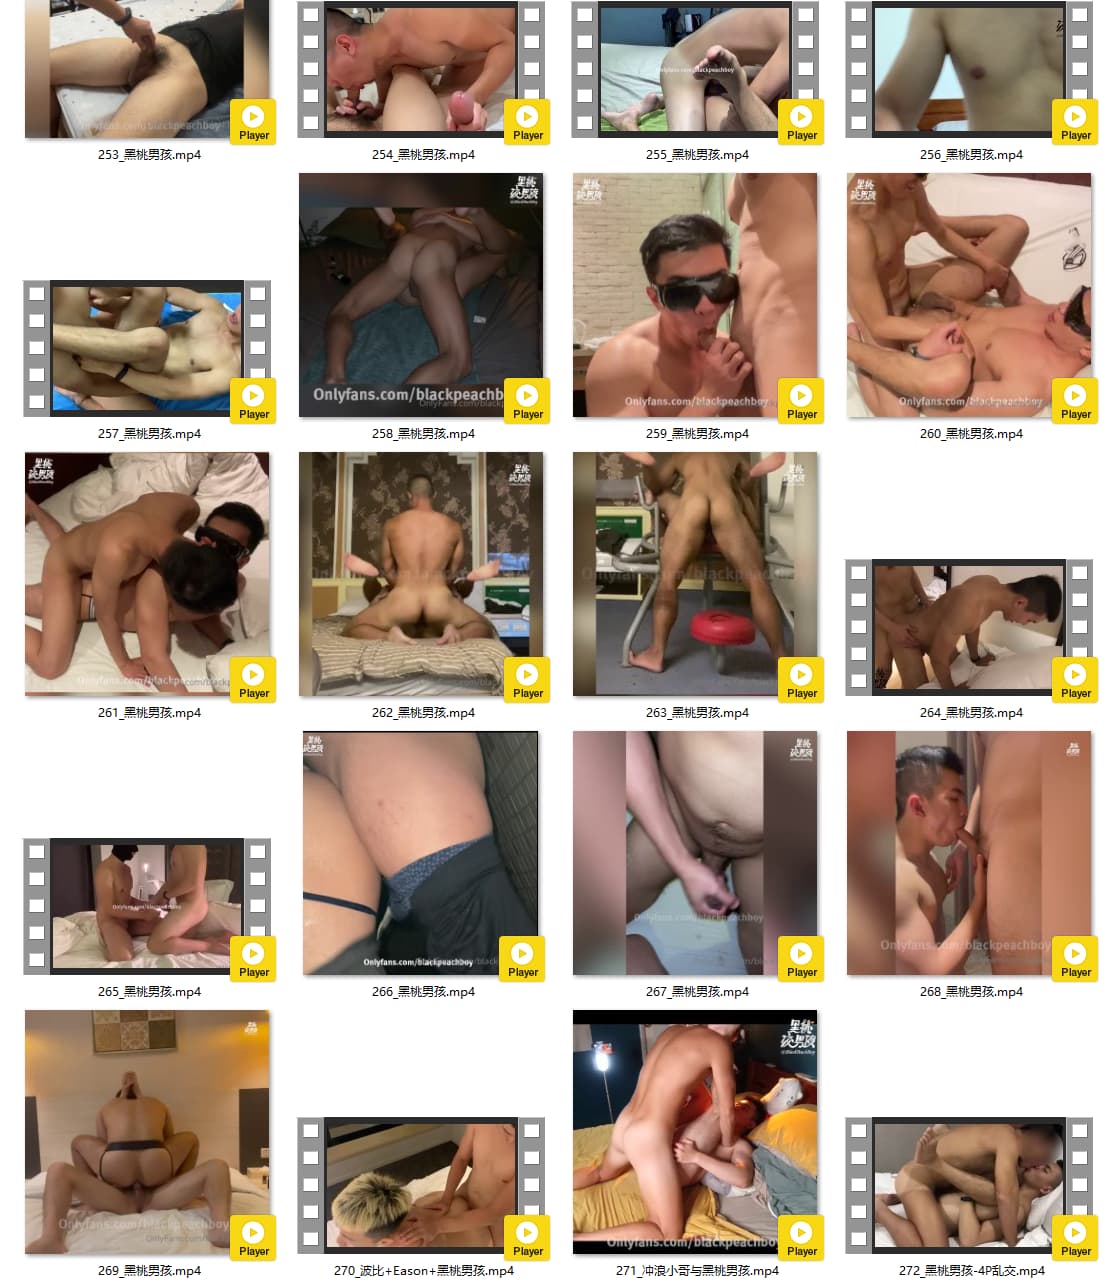 Onlyfans.com/blackpeachboy
Player
Player
Onlyfans.com/blackpeachboy
Player
Player
253_黑桃男孩.mp4
254_黑桃男孩.mp4
255_黑桃男孩.mp4
256_黑桃男孩.mp4
Player
Onlyfans.com/blackpeachb
Player
Onlyfans.com/blackpeachboy
Player
Onlyfans.com/blackpeachboy
Player
257_黑桃男孩.mp4
258_黑桃男孩.mp4
259_黑桃男孩.mp4
260_黑桃男孩.mp4
Player
Player
Player
Player
261_黑桃男孩.mp4
262_黑桃男孩.mp4
263_黑桃男孩.mp4
264_黑桃男孩.mp4
Player
Onlyfans.com/blackpeachboy
Player
Onlyfans.com/blackpeachboy
Player
Onlyfans.com/blackpeachboy
Player
265_黑桃男孩.mp4
266_黑桃男孩.mp4
267_黑桃男孩.mp4
268_黑桃男孩.mp4
Onlyfans.com/blackpeachboy
Player
Player
Onlyfans.com/blackpeachbo
Player
Player
269_黑桃男孩.mp4
270_波比+Eason+黑桃男孩.mp4
271_冲浪小哥与黑桃男孩.mp4
272_黑桃男孩-4P乱交.mp4